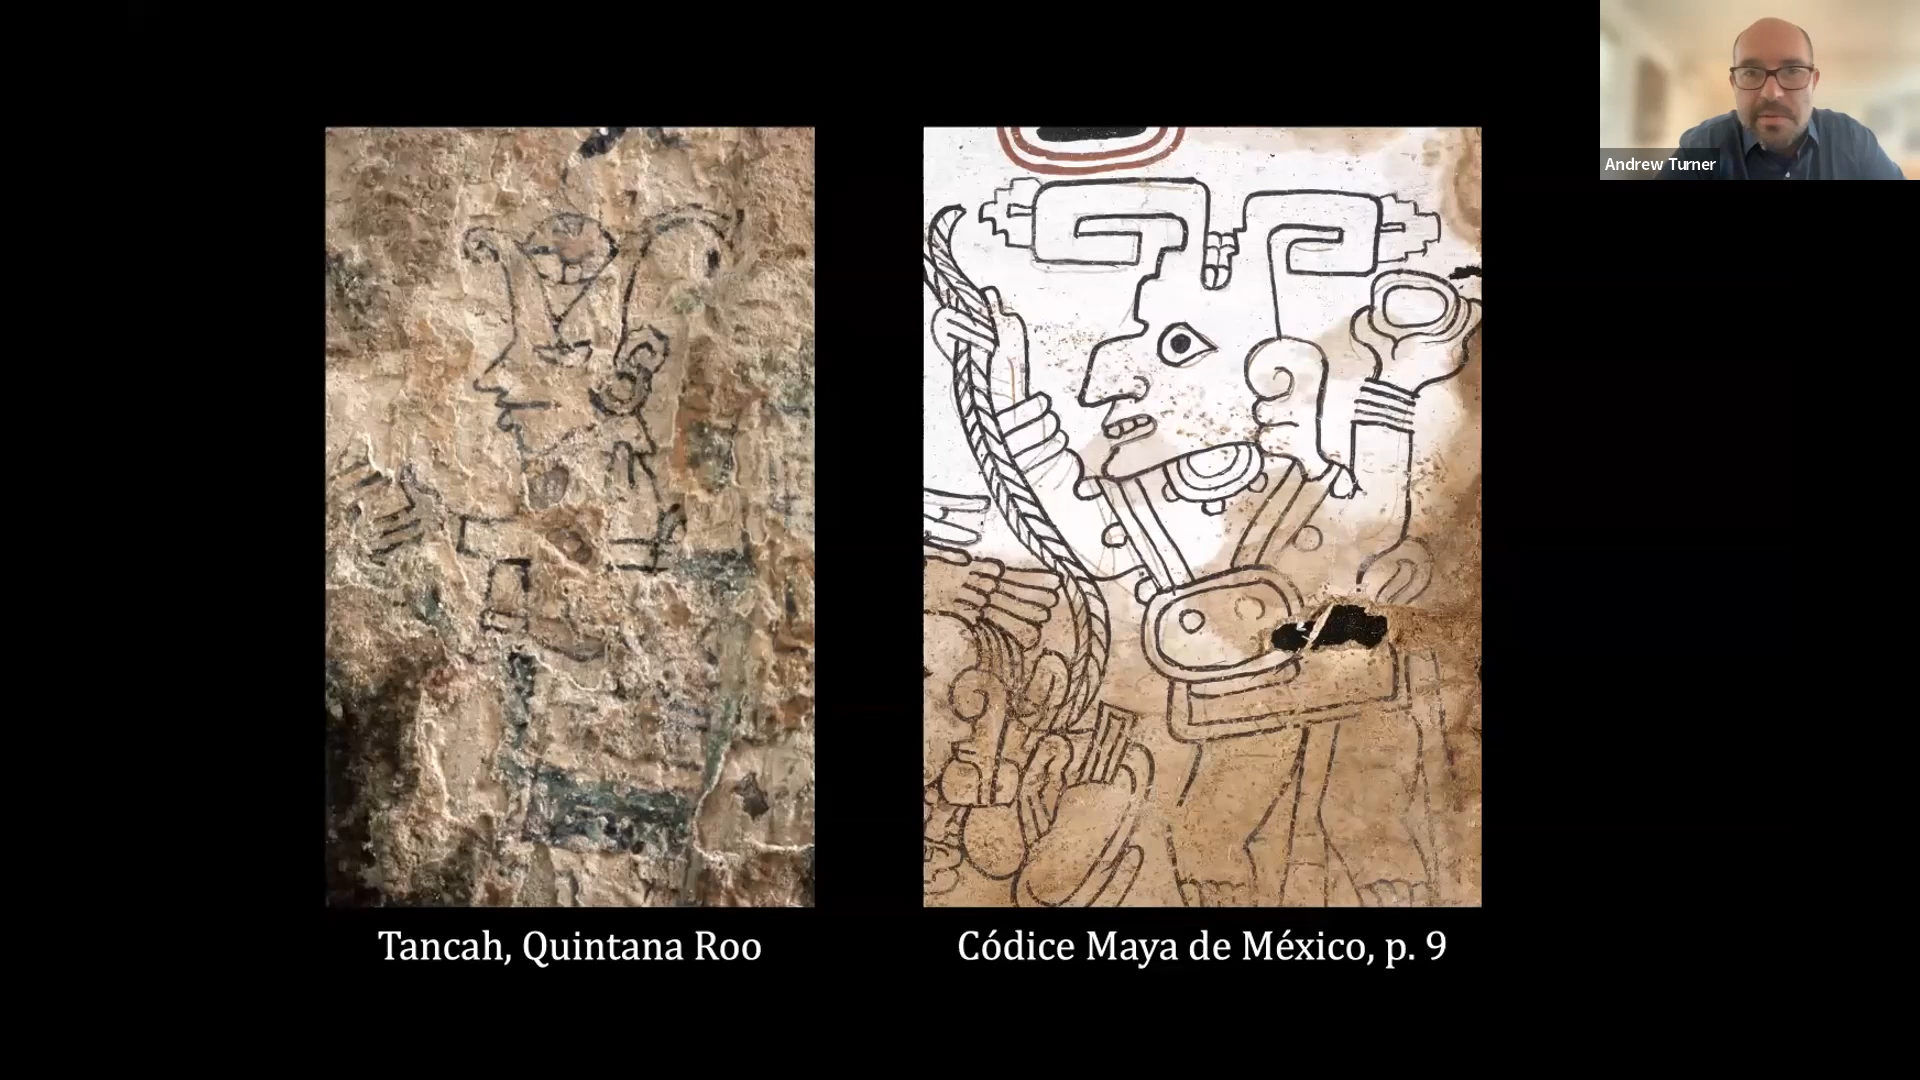 Andrew Turner
Tancah, Quintana Roo
Códice Maya de México, p. 9